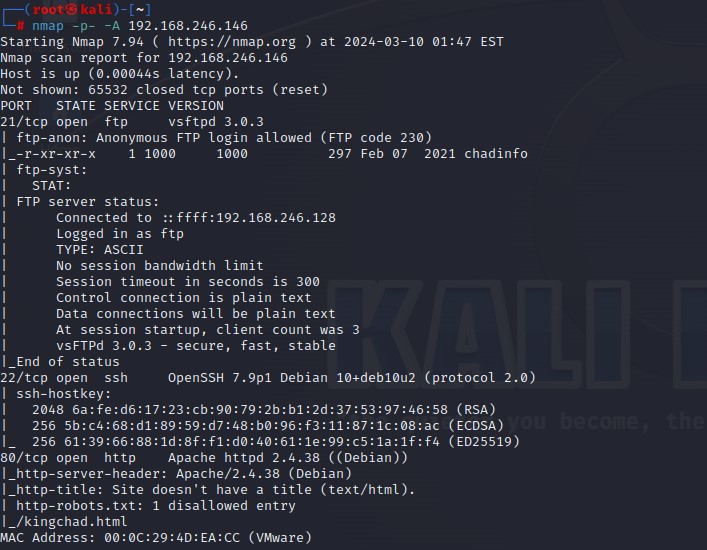 ┌──(root㉿kali)-[~]
└─# nmap -p- -A 192.168.246.146
Starting Nmap 7.94 ( https://nmap.org ) at 2024-03-10 01:47 EST
Nmap scan report for 192.168.246.146
Host is up (0.00044s latency).
Not shown: 65532 closed tcp ports (reset)
PORT   STATE SERVICE VERSION
21/tcp open  ftp     vsftpd 3.0.3
| ftp-anon: Anonymous FTP login allowed (FTP code 230)
|_-r-xr-xr-x    1 1000     1000          297 Feb 07  2021 chadinfo
| ftp-syst:
|   STAT:
| FTP server status:
|      Connected to ::ffff:192.168.246.128
|      Logged in as ftp
|      TYPE: ASCII
|      No session bandwidth limit
|      Session timeout in seconds is 300
|      Control connection is plain text
|      Data connections will be plain text
|      At session startup, client count was 3
|      vsFTPd 3.0.3 - secure, fast, stable
|_End of status
22/tcp open  ssh     OpenSSH 7.9p1 Debian 10+deb10u2 (protocol 2.0)
| ssh-hostkey:
|   2048 6a:fe:d6:17:23:cb:90:79:2b:b1:2d:37:53:97:46:58 (RSA)
|   256 5b:c4:68:d1:89:59:d7:48:b0:96:f3:11:87:1c:08:ac (ECDSA)
|_  256 61:39:66:88:1d:8f:f1:d0:40:61:1e:99:c5:1a:1f:f4 (ED25519)
80/tcp open  http    Apache httpd 2.4.38 ((Debian))
|_http-server-header: Apache/2.4.38 (Debian)
|_http-title: Site doesn't have a title (text/html).
| http-robots.txt: 1 disallowed entry
|_/kingchad.html
MAC Address: 00:0C:29:4D:EA:CC (VMware)
KALI
you become, the